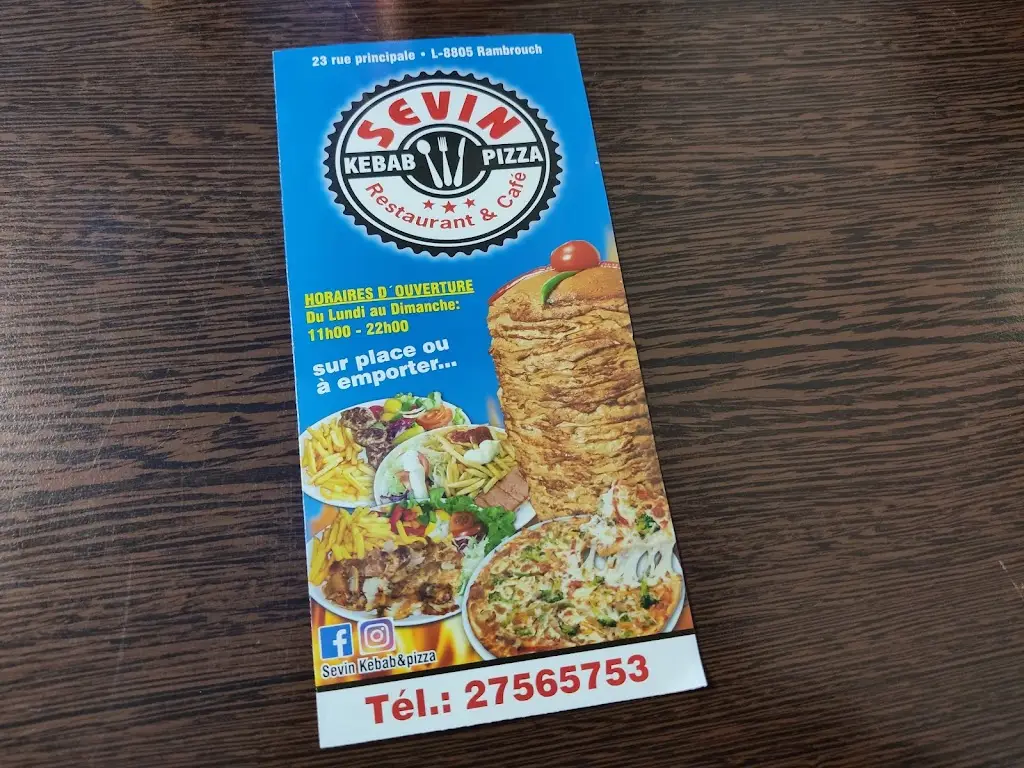 23 rue principale • L-8805 Rambrouch
SEVIN
KEBAB PIZZA
Restaurant & Café
HORAIRES D´OUVERTURE
Du Lundi au Dimanche:
11h00 - 22h00
sur place ou
à emporter...
Sevin Kebab&pizza
Tél.: 27565753